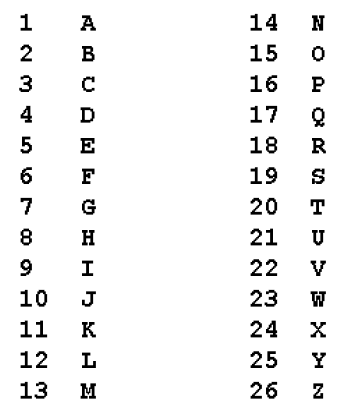 1 A 14 N
2 B 15 O
3 C 16 P
4 D 17 Q
5 E 18 R
6 F 19 S
7 G 20 T
8 H 21 U
9 I 22 V
10 J 23 W
11 K 24 X
12 L 25 Y
13 M 26 Z